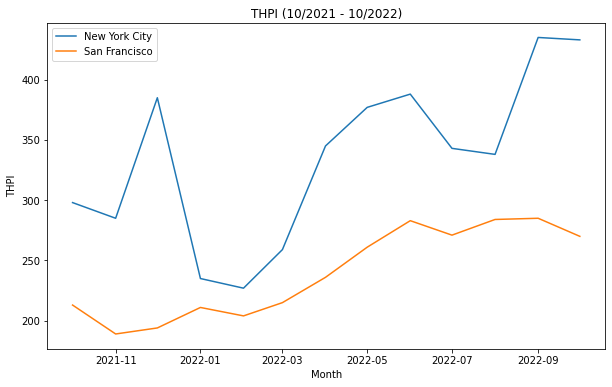 THPI (10/2021 - 10/2022)
New York City
San Francisco
400
350
300
250
200
THPI
2021-11 2022-01 2022-03 2022-05 2022-07 2022-09
Month